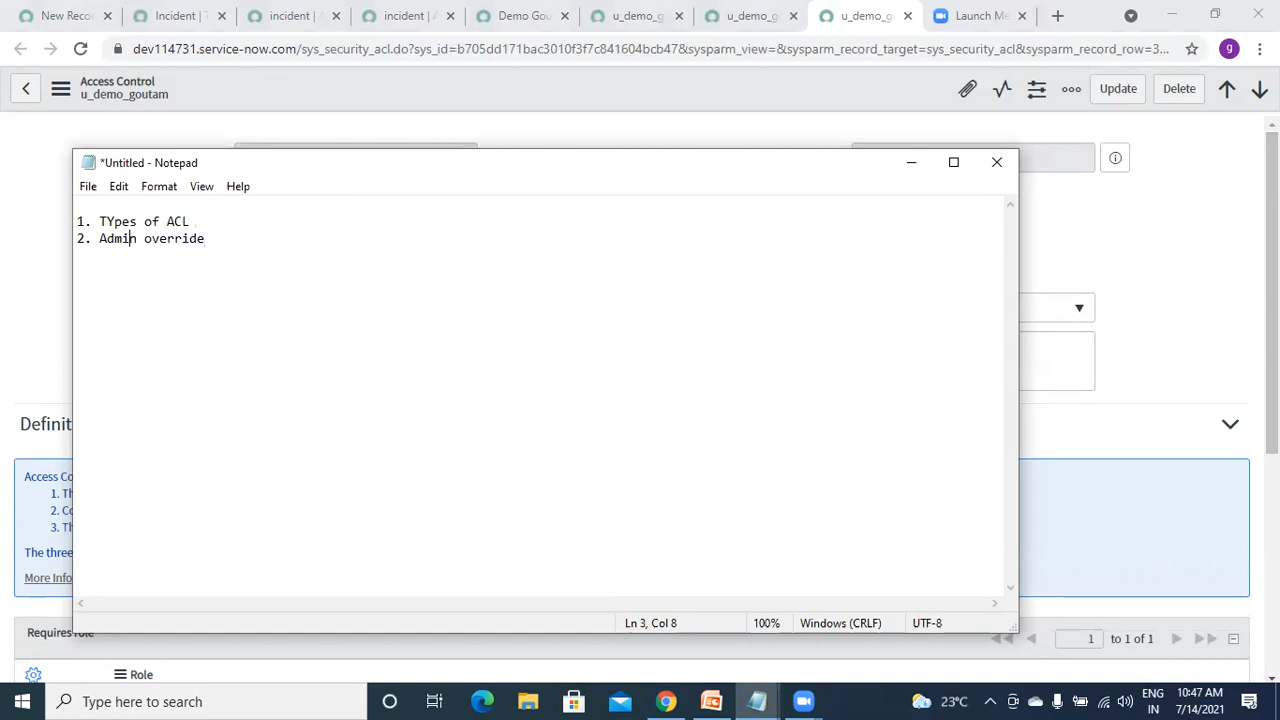 New Recor
Incident | T
incident | A
incident | A
Demo Gou
u_demo_g
u_demo_g
u_demo_g
Launch Me
dev114731.service-now.com/sys_security_acl.do?sys_id=b705dd171bac3010f3f7c841604bcb47&sysparm_view=&sysparm_record_target=sys_security_acl&sysparm_record_row=3...
g
Access Control
u_demo_goutam
Update
Delete
*Untitled - Notepad
File Edit Format View Help
1. TYpes of ACL
2. Admin override
Definit
Access Co
1. Th
2. Co
3. Th
The three
More Info
Ln 3, Col 8
100%
Windows (CRLF)
UTF-8
Requires role
1 to 1 of 1
Role
Type here to search
23°C
ENG
IN
10:47 AM
7/14/2021